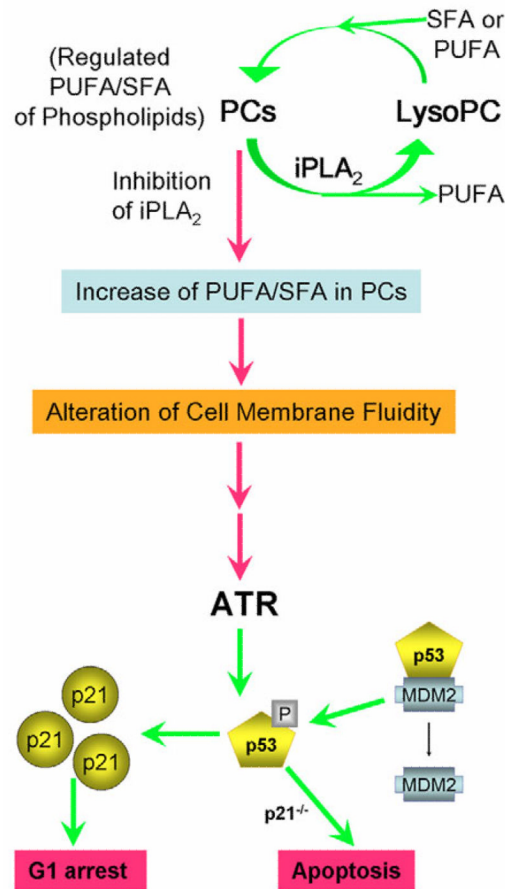 SFA or
PUFA
(Regulated
PUFA/SFA
of Phospholipids)
PCs
LysoPC
iPLA₂
PUFA
Inhibition
of iPLA₂
Increase of PUFA/SFA in PCs
Alteration of Cell Membrane Fluidity
ATR
p53
MDM2
P
p53
p21
p21
p21
MDM2
p21⁻/⁻
G1 arrest
Apoptosis